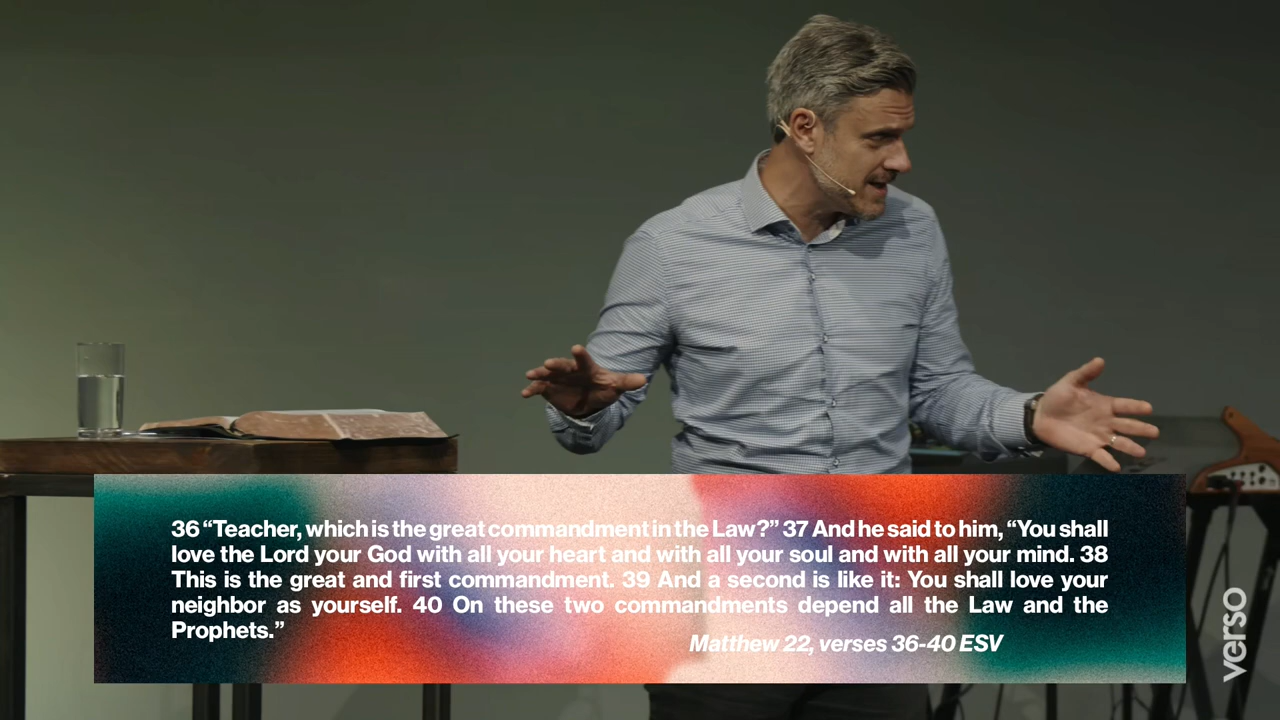 36 “Teacher, which is the great commandment in the Law?” 37 And he said to him, “You shall
love the Lord your God with all your heart and with all your soul and with all your mind. 38
This is the great and first commandment. 39 And a second is like it: You shall love your
neighbor as yourself. 40 On these two commandments depend all the Law and the
Prophets.”
Matthew 22, verses 36-40 ESV
verso